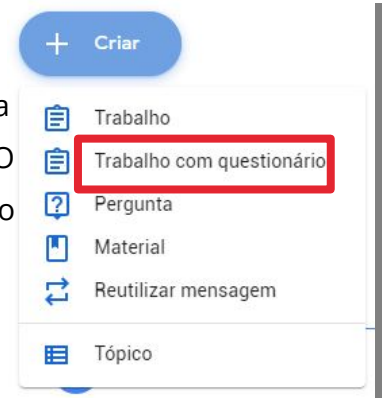 + Criar
a
Trabalho
O
Trabalho com questionário
o
Pergunta
Material
Reutilizar mensagem
Tópico